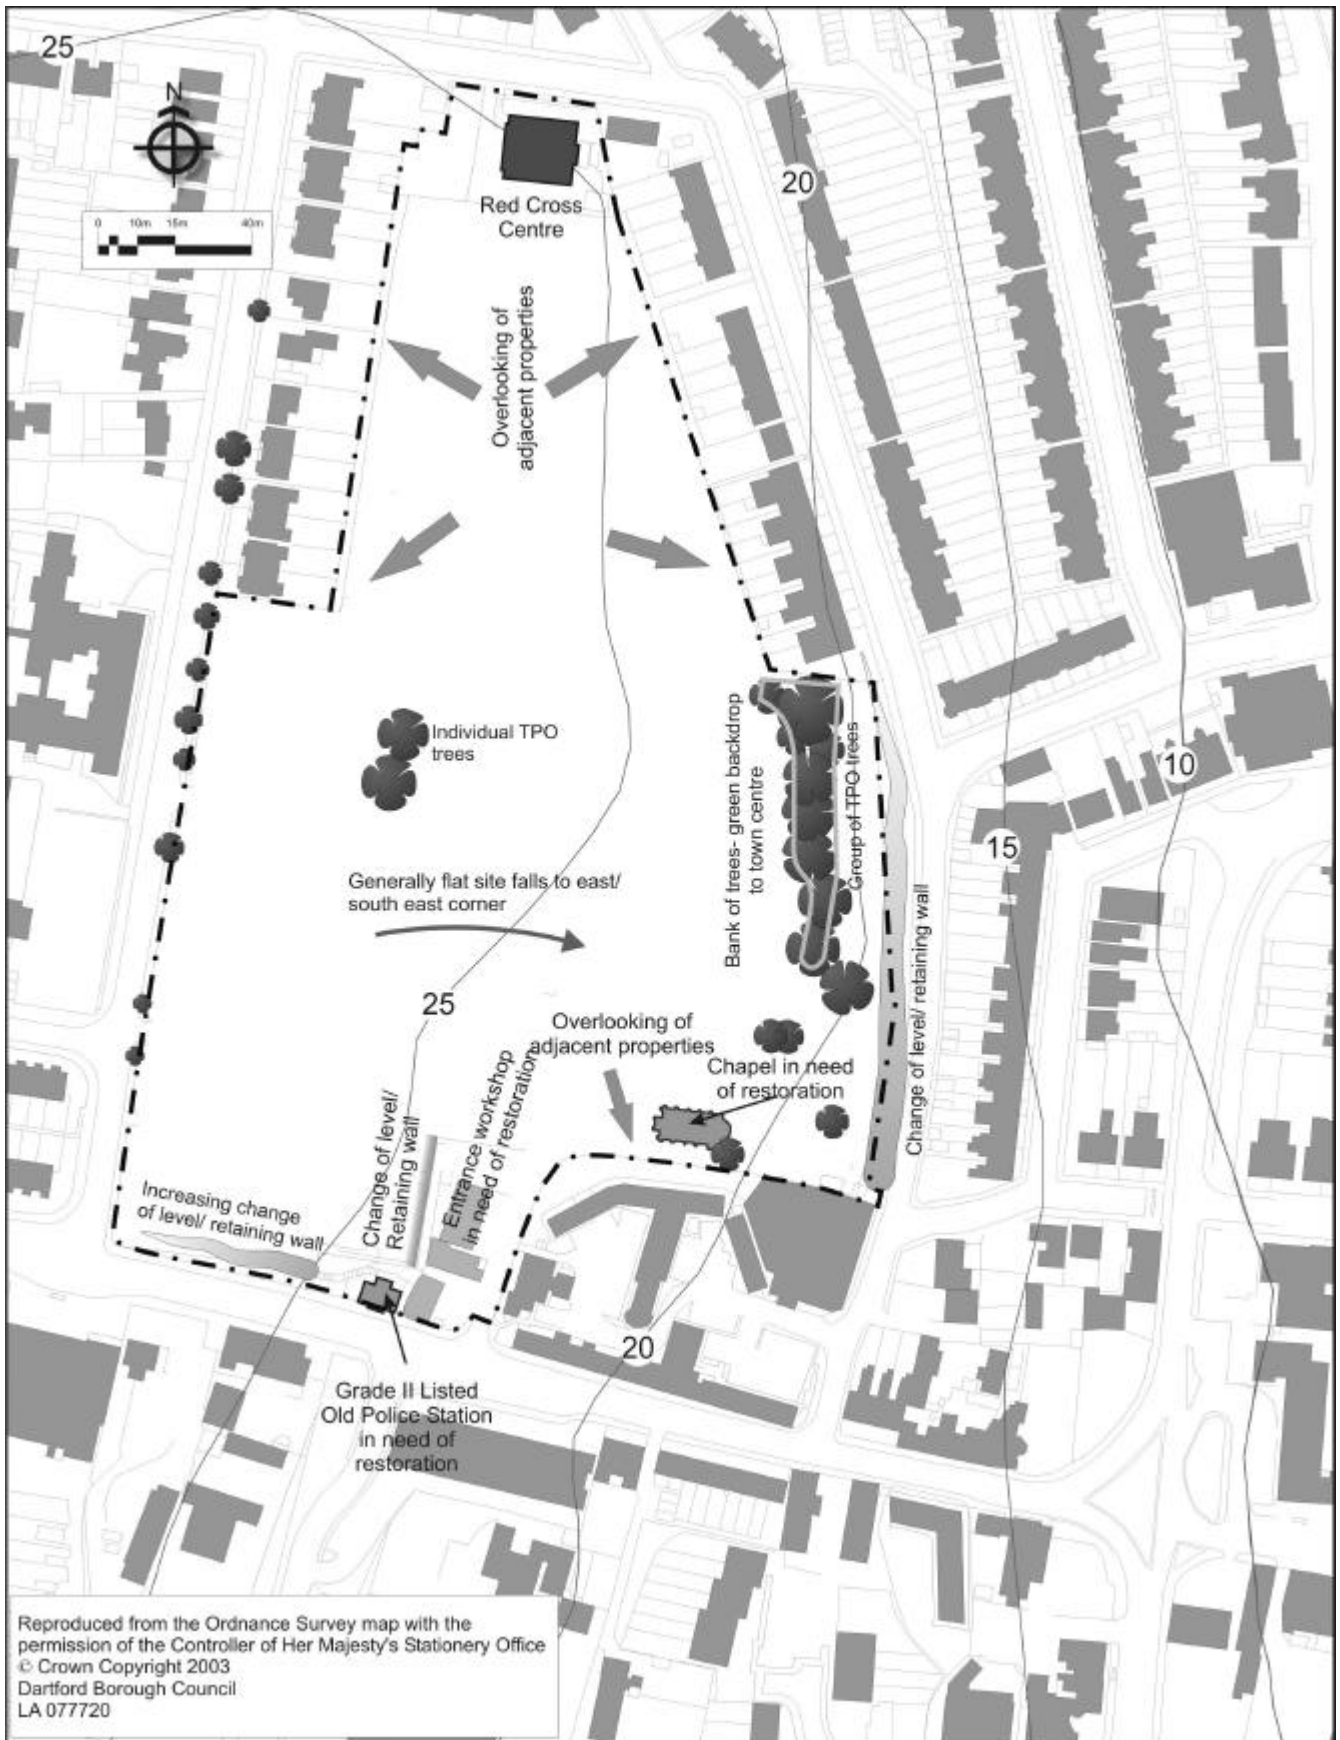 25
N
0 10m 15m 40m
20
Red Cross
Centre
Overlooking of
adjacent properties
Individual TPO
trees
Bank of trees- green backdrop
to town centre
Group of TPO trees
10
15
Generally flat site falls to east/
south east corner
Change of level/ retaining wall
25
Overlooking of
adjacent properties
Chapel in need
of restoration
Change of level/
Retaining wall
Entrance workshop
in need of restoration
Increasing change
of level/ retaining wall
20
Grade II Listed
Old Police Station
in need of
restoration
Reproduced from the Ordnance Survey map with the
permission of the Controller of Her Majesty's Stationery Office
© Crown Copyright 2003
Dartford Borough Council
LA 077720